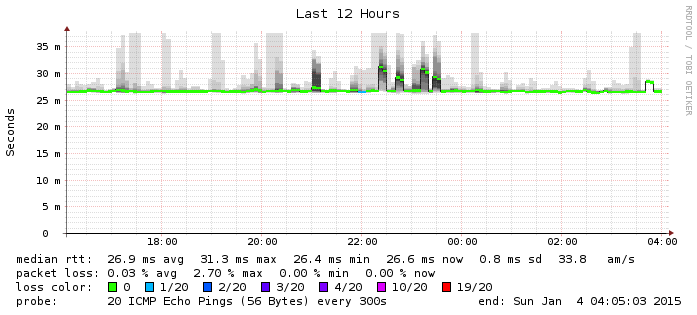 Last 12 Hours
RRDTOOL / TOBI OETIKER
Seconds
35 m
30 m
25 m
20 m
15 m
10 m
5 m
0
18:00 20:00 22:00 00:00 02:00 04:00
median rtt: 26.9 ms avg 31.3 ms max 26.4 ms min 26.6 ms now 0.8 ms sd 33.8 am/s
packet loss: 0.03 % avg 2.70 % max 0.00 % min 0.00 % now
loss color: 0 1/20 2/20 3/20 4/20 10/20 19/20
probe: 20 ICMP Echo Pings (56 Bytes) every 300s end: Sun Jan 4 04:05:03 2015